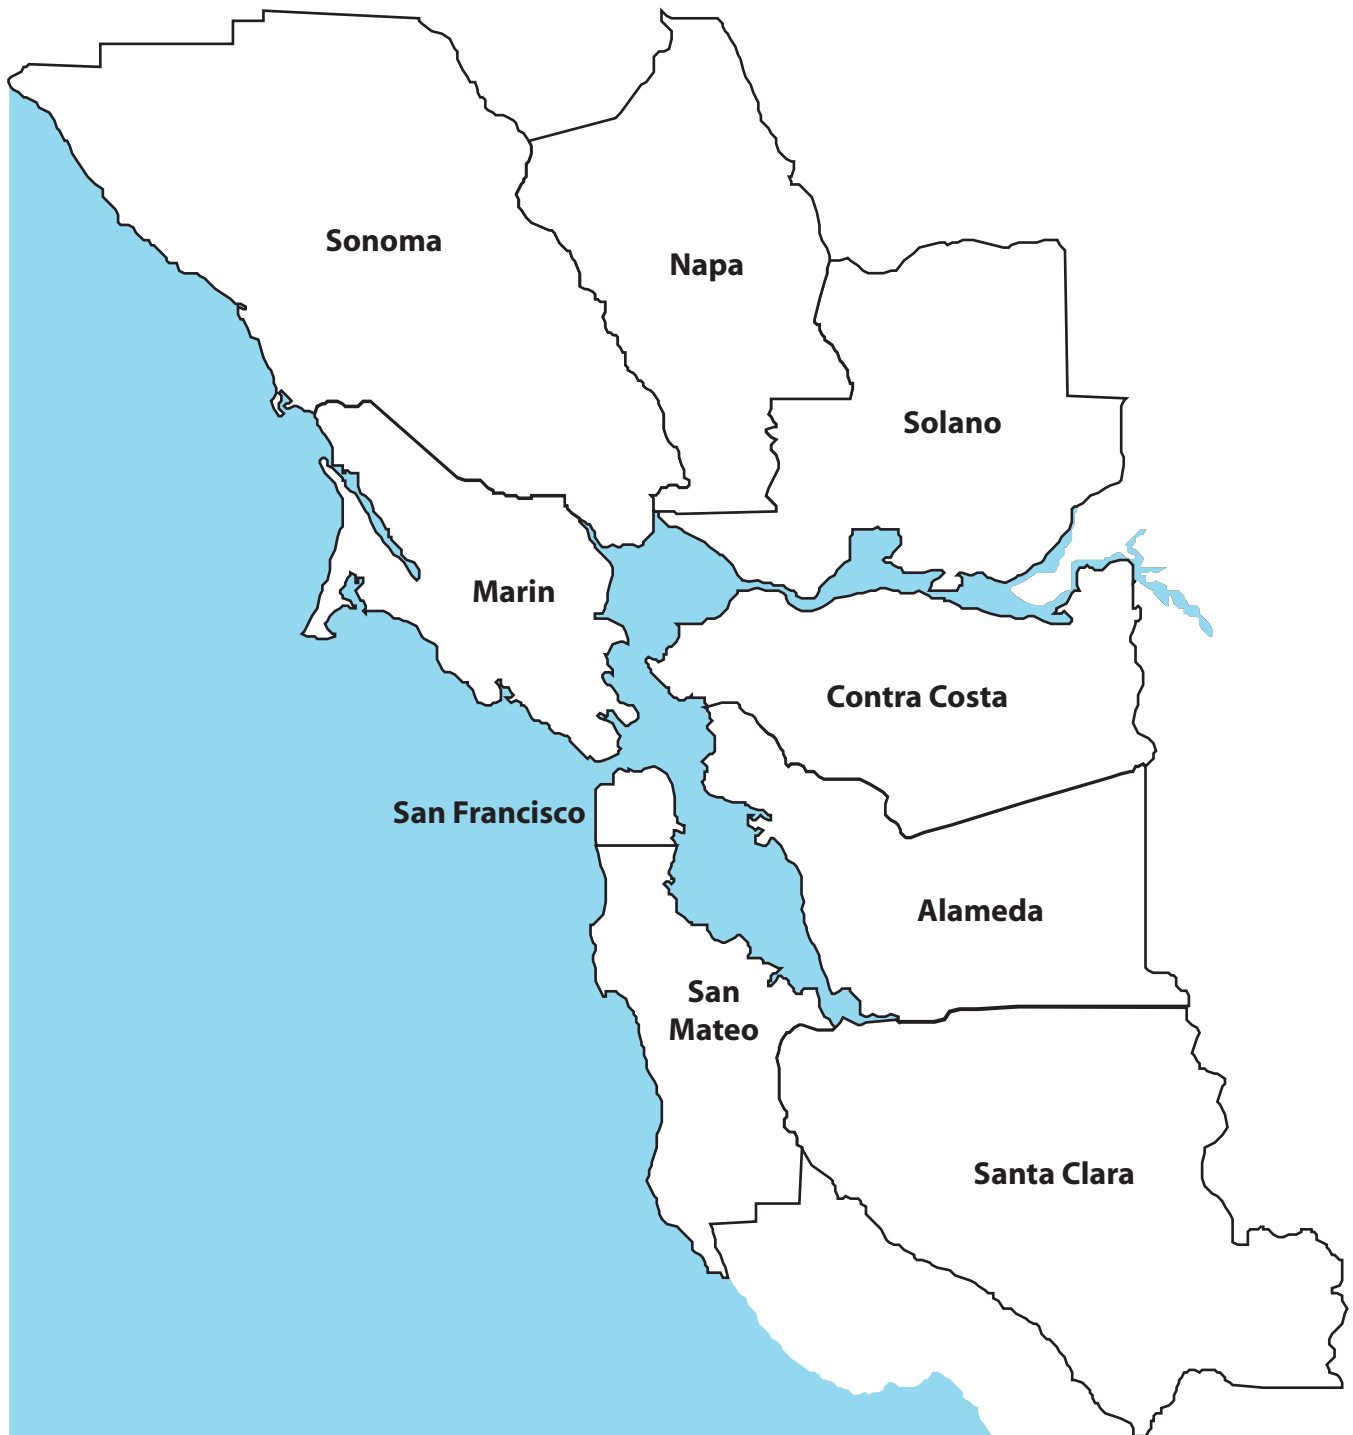 Sonoma
Napa
Solano
Marin
Contra Costa
San Francisco
Alameda
San
Mateo
Santa Clara